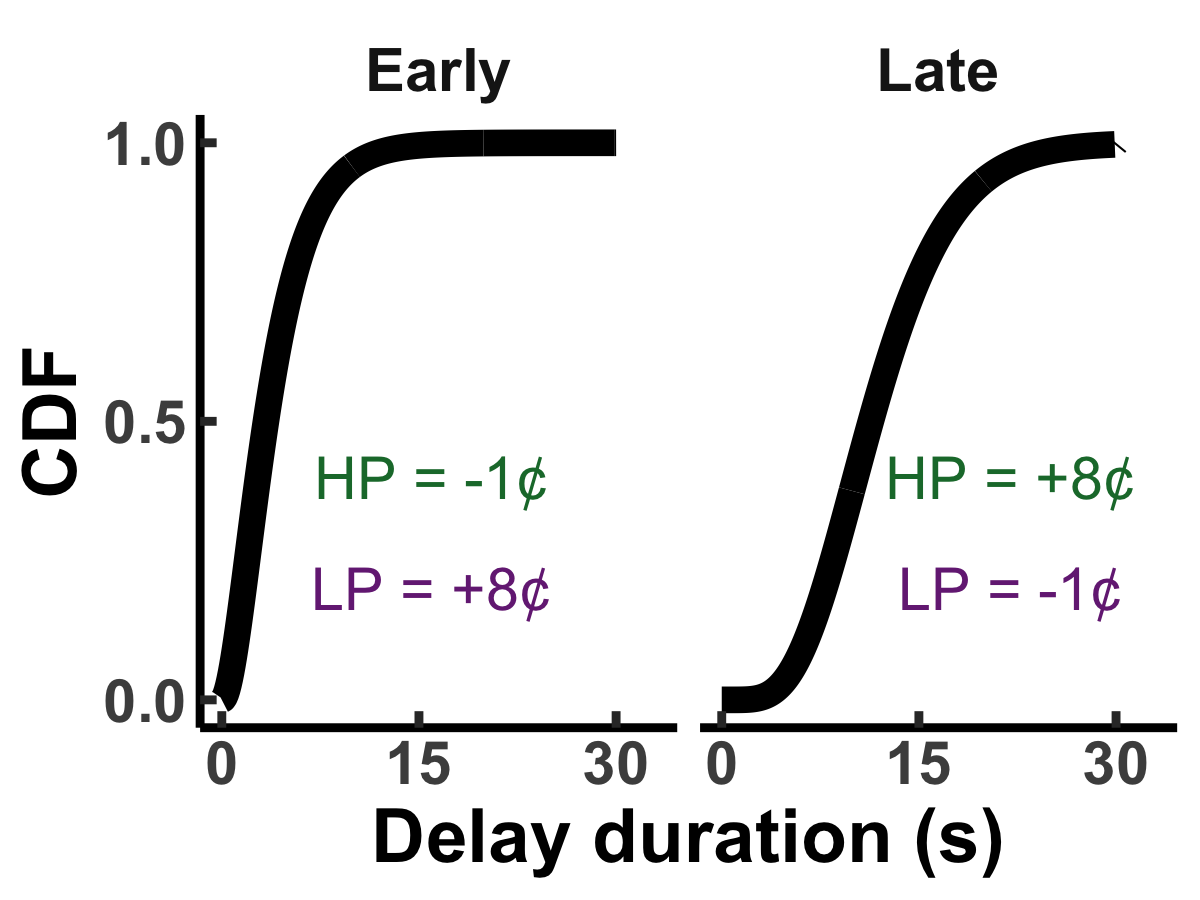 Early
Late
1.0
0.5
0.0
CDF
HP = -1¢
LP = +8¢
HP = +8¢
LP = -1¢
0 15 30
0 15 30
Delay duration (s)